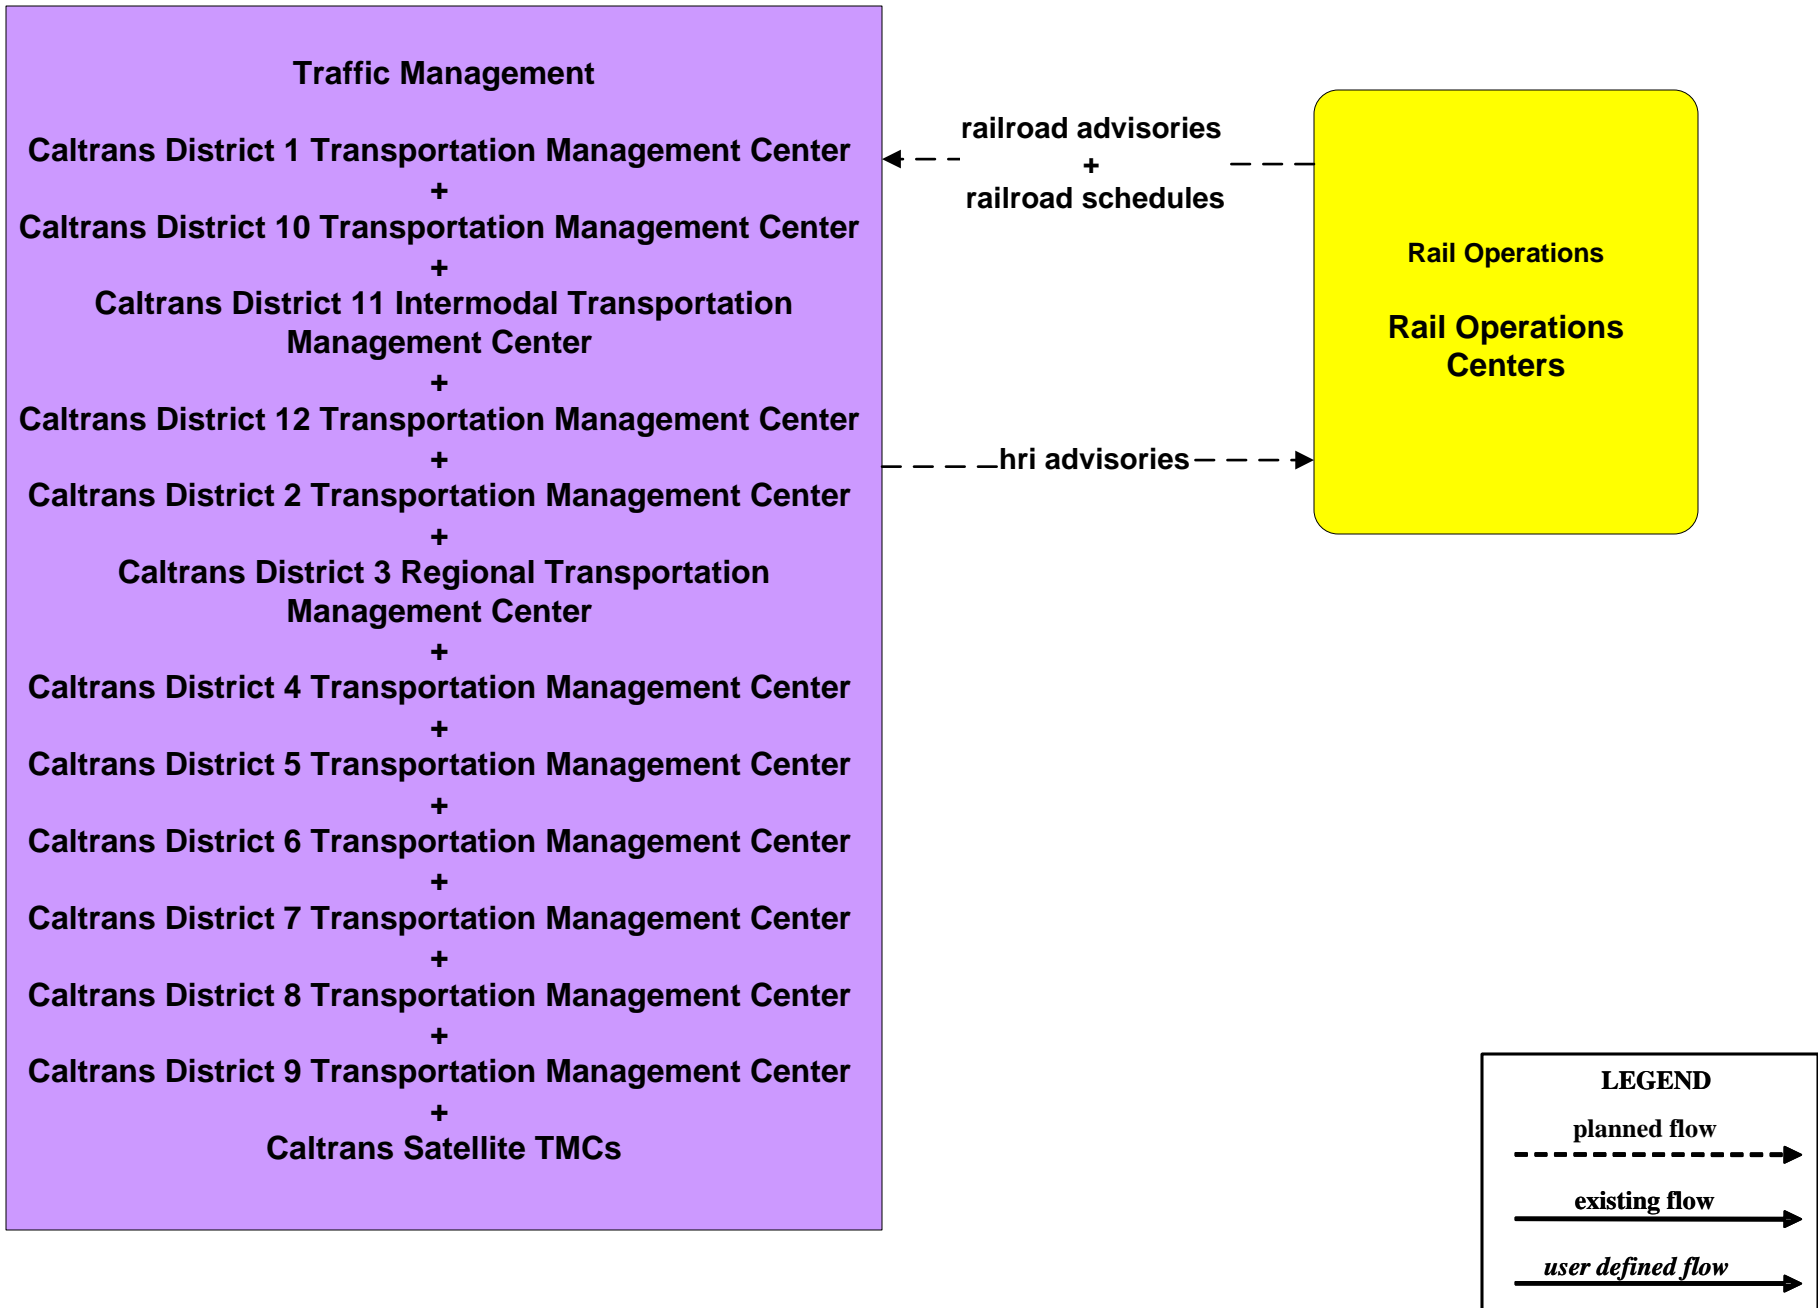 Traffic Management
Caltrans District 1 Transportation Management Center
+
Caltrans District 10 Transportation Management Center
+
Caltrans District 11 Intermodal Transportation
Management Center
+
Caltrans District 12 Transportation Management Center
+
Caltrans District 2 Transportation Management Center
+
Caltrans District 3 Regional Transportation
Management Center
+
Caltrans District 4 Transportation Management Center
+
Caltrans District 5 Transportation Management Center
+
Caltrans District 6 Transportation Management Center
+
Caltrans District 7 Transportation Management Center
+
Caltrans District 8 Transportation Management Center
+
Caltrans District 9 Transportation Management Center
+
Caltrans Satellite TMCs
railroad advisories
+
railroad schedules
hri advisories
Rail Operations
Rail Operations
Centers
LEGEND
planned flow
existing flow
user defined flow